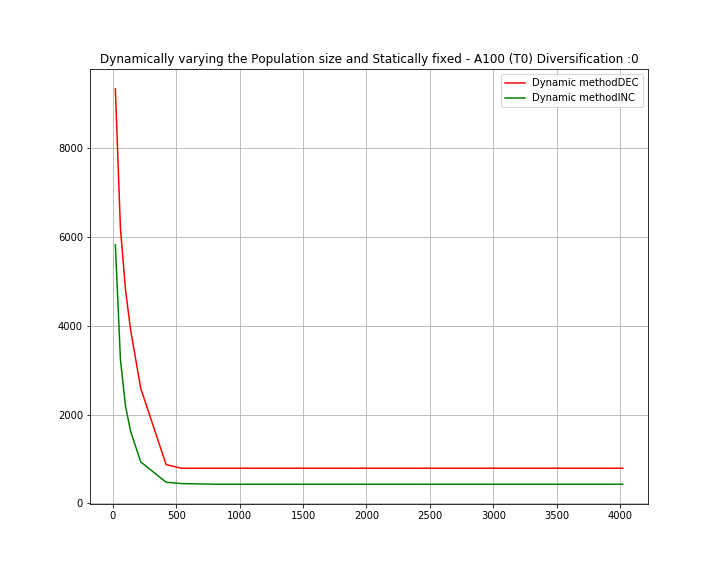 Dynamically varying the Population size and Statically fixed - A100 (T0) Diversification :0
Dynamic methodDEC
Dynamic methodINC
8000
6000
4000
2000
0
0 500 1000 1500 2000 2500 3000 3500 4000